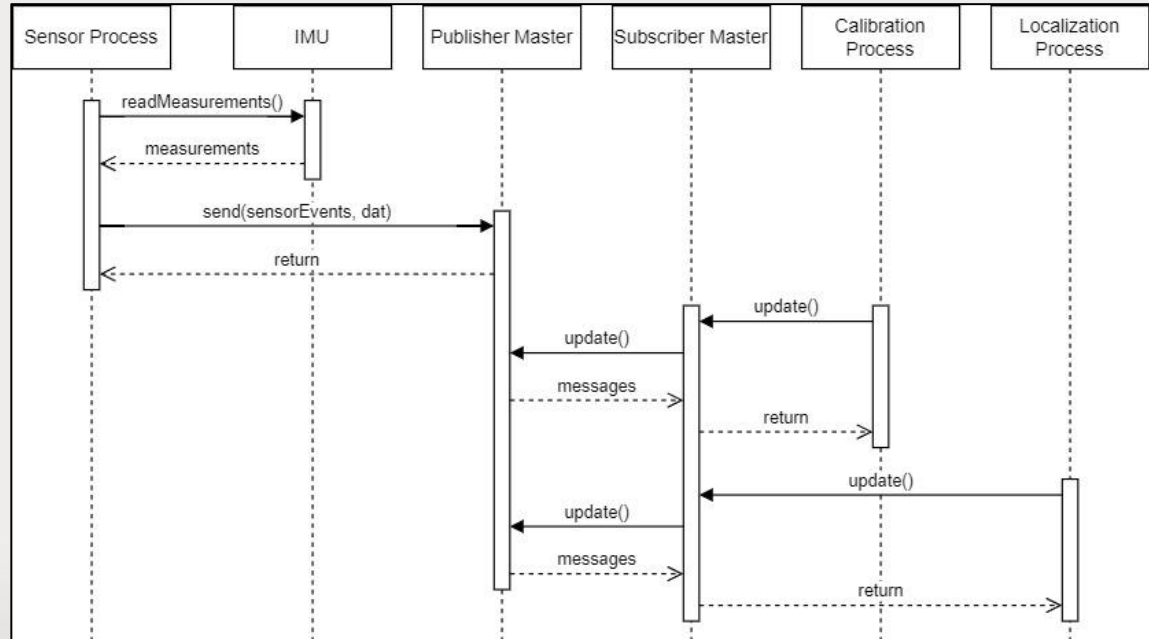 Sensor Process
IMU
Publisher Master
Subscriber Master
Calibration
Process
Localization
Process
readMeasurements()
measurements
send(sensorEvents, dat)
return
update()
update()
messages
return
update()
update()
messages
return